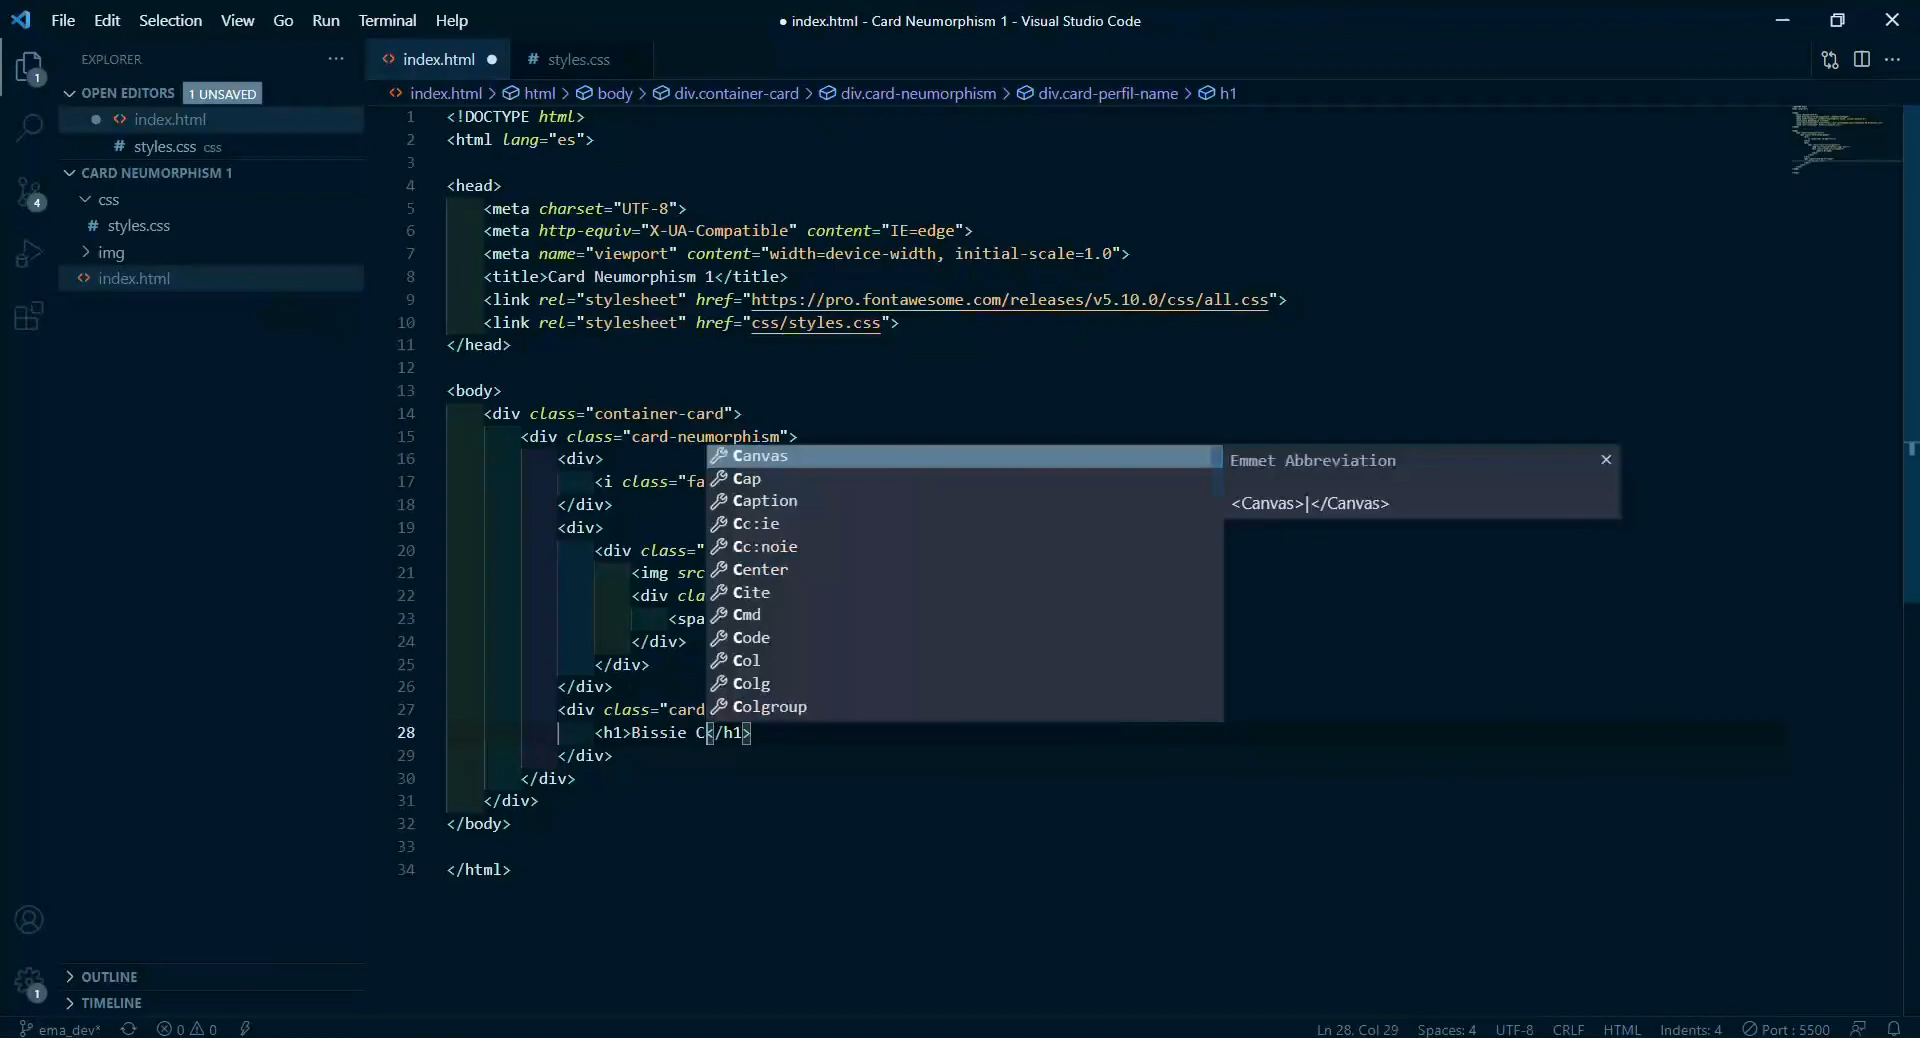 File Edit Selection View Go Run Terminal Help
● index.html - Card Neumorphism 1 - Visual Studio Code
EXPLORER
OPEN EDITORS 1 UNSAVED
index.html
# styles.css css
CARD NEUMORPHISM 1
css
# styles.css
img
index.html
OUTLINE
TIMELINE
1
4
1
index.html
# styles.css
index.html > html > body > div.container-card > div.card-neumorphism > div.card-perfil-name > h1
1 <!DOCTYPE html>
2 <html lang="es">
3
4 <head>
5 <meta charset="UTF-8">
6 <meta http-equiv="X-UA-Compatible" content="IE=edge">
7 <meta name="viewport" content="width=device-width, initial-scale=1.0">
8 <title>Card Neumorphism 1</title>
9 <link rel="stylesheet" href="https://pro.fontawesome.com/releases/v5.10.0/css/all.css">
10 <link rel="stylesheet" href="css/styles.css">
11 </head>
12
13 <body>
14 <div class="container-card">
15 <div class="card-neumorphism">
16 <div>
17 <i class="fa
18 </div>
19 <div>
20 <div class="
21 <img src
22 <div cla
23 <spa
24 </div>
25 </div>
26 </div>
27 <div class="card
28 <h1>Bissie C</h1>
29 </div>
30 </div>
31 </div>
32 </body>
33
34 </html>
Canvas
Cap
Caption
Cc:ie
Cc:noie
Center
Cite
Cmd
Code
Col
Colg
Colgroup
Emmet Abbreviation
<Canvas>|</Canvas>
ema_dev* 0 0
Ln 28, Col 29 Spaces: 4 UTF-8 CRLF HTML Indents: 4 Port : 5500